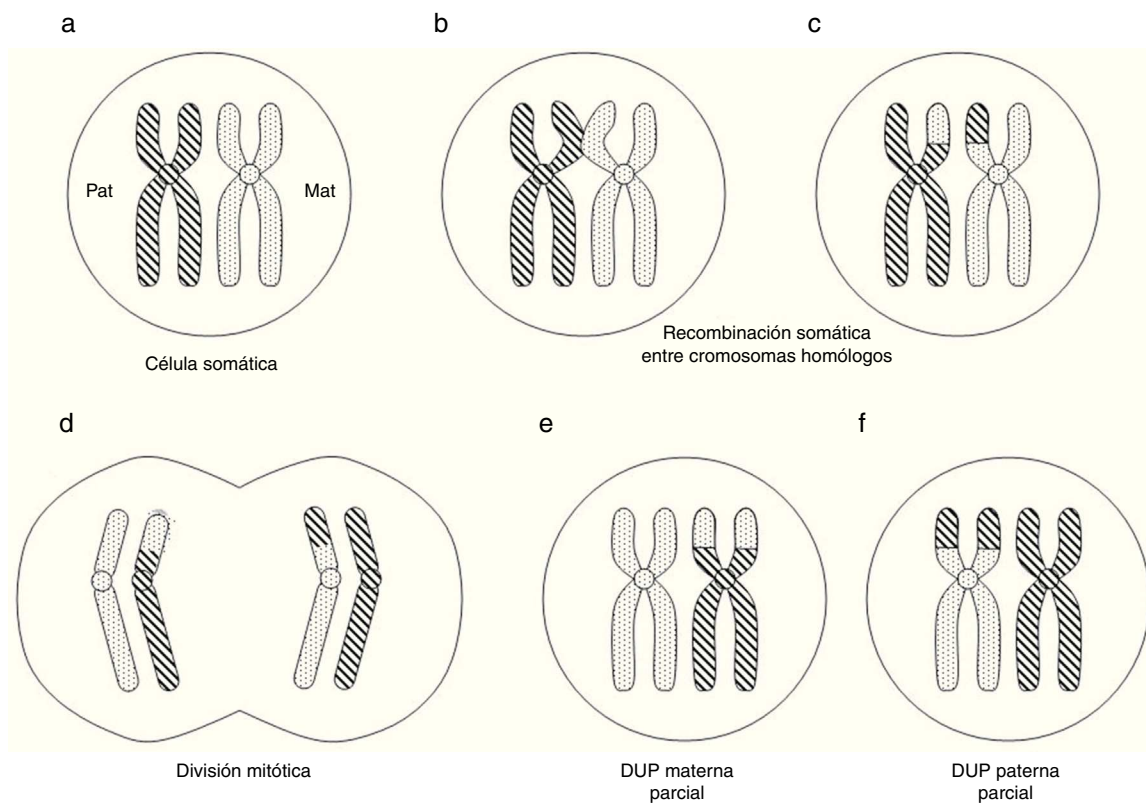 a
b
c
Pat
Mat
Célula somática
Recombinación somática
entre cromosomas homólogos
d
e
f
División mitótica
DUP materna
parcial
DUP paterna
parcial